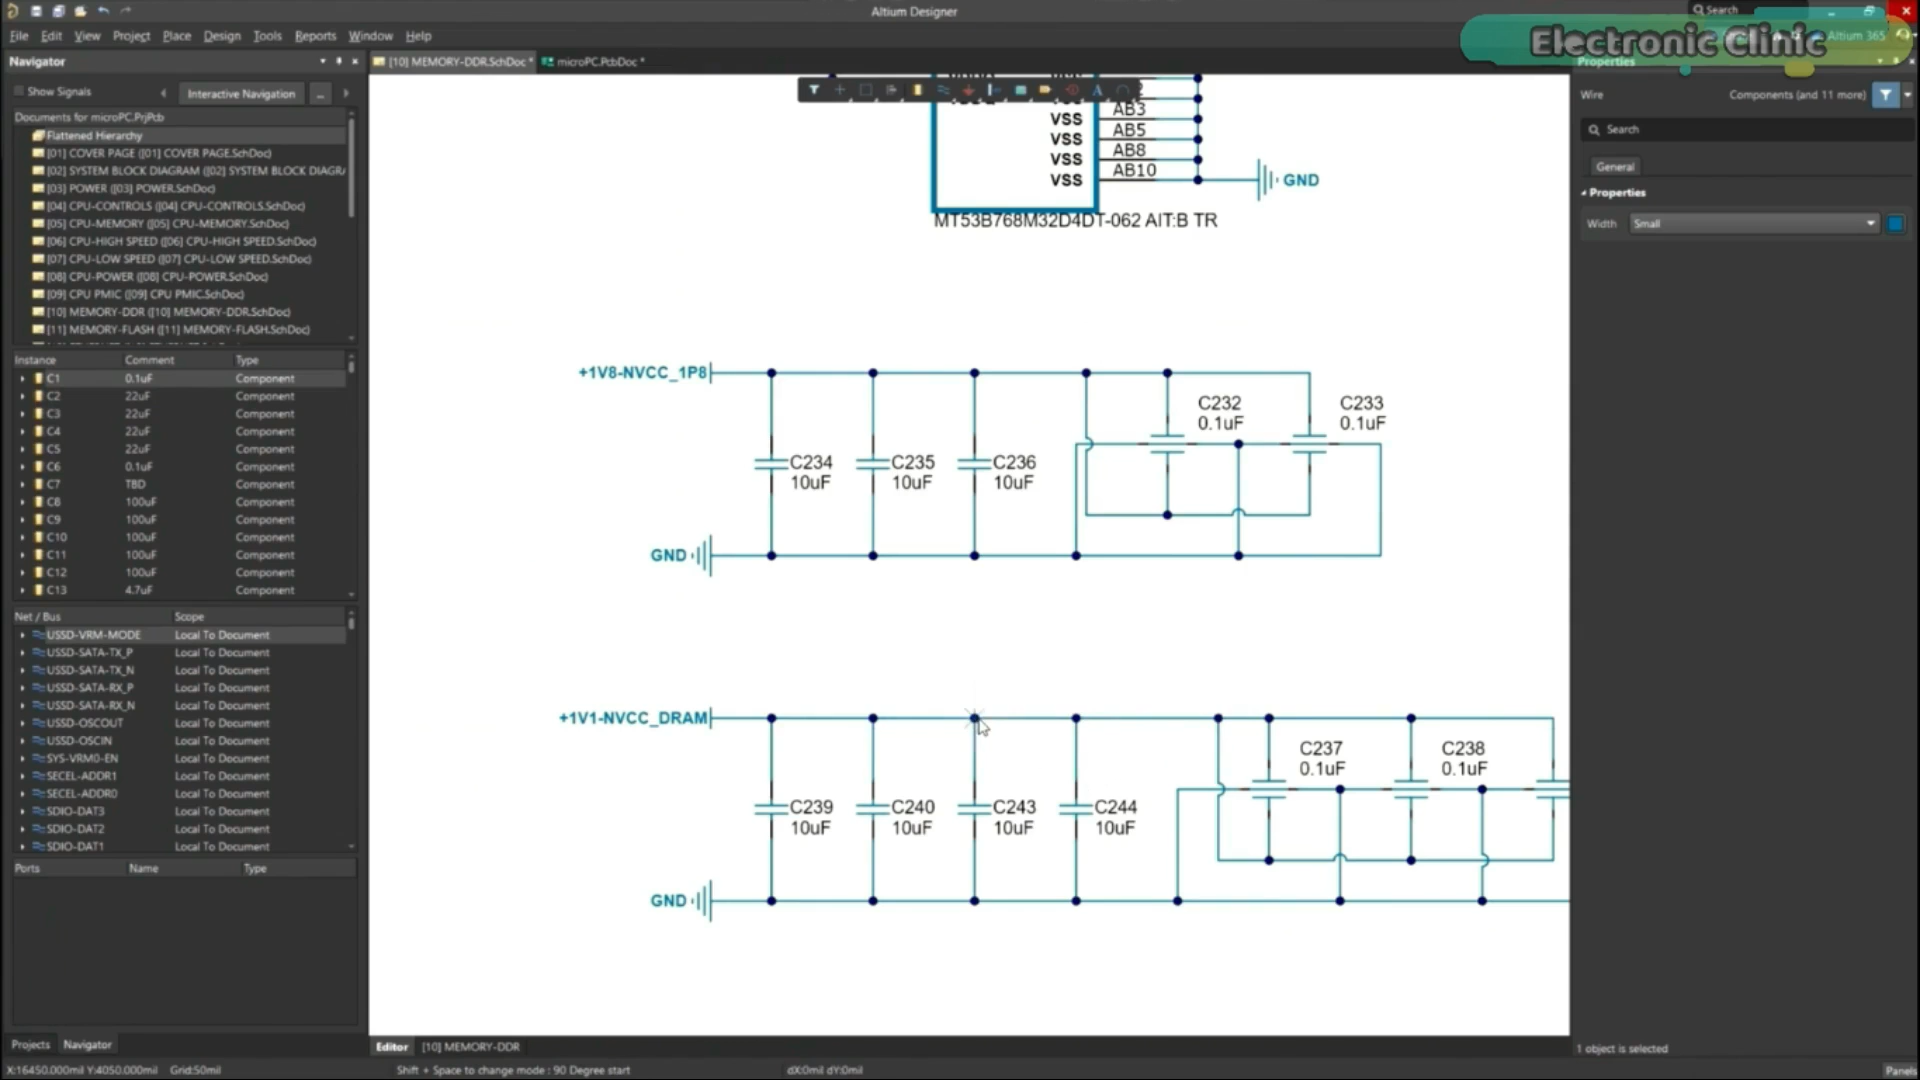 Altium Designer
Search
File Edit View Project Place Design Tools Reports Window Help
Altium 365
Electronic Clinic
Navigator
[10] MEMORY-DDR.SchDoc *
microPC.PcbDoc *
Properties
Show Signals
Interactive Navigation
...
Wire
Components (and 11 more)
Documents for microPC.PrjPcb
Search
Flattened Hierarchy
[01] COVER PAGE ([01] COVER PAGE.SchDoc)
[02] SYSTEM BLOCK DIAGRAM ([02] SYSTEM BLOCK DIAGRA
[03] POWER ([03] POWER.SchDoc)
[04] CPU-CONTROLS ([04] CPU-CONTROLS.SchDoc)
[05] CPU-MEMORY ([05] CPU-MEMORY.SchDoc)
[06] CPU-HIGH SPEED ([06] CPU-HIGH SPEED.SchDoc)
[07] CPU-LOW SPEED ([07] CPU-LOW SPEED.SchDoc)
[08] CPU-POWER ([08] CPU-POWER.SchDoc)
[09] CPU PMIC ([09] CPU PMIC.SchDoc)
[10] MEMORY-DDR ([10] MEMORY-DDR.SchDoc)
[11] MEMORY-FLASH ([11] MEMORY-FLASH.SchDoc)
General
Properties
Width Small
VSS AB3
VSS AB5
VSS AB8
VSS AB10
GND
MT53B768M32D4DT-062 AIT:B TR
Instance Comment Type
C1 0.1uF Component
C2 22uF Component
C3 22uF Component
C4 22uF Component
C5 22uF Component
C6 0.1uF Component
C7 TBD Component
C8 100uF Component
C9 100uF Component
C10 100uF Component
C11 100uF Component
C12 100uF Component
C13 4.7uF Component
+1V8-NVCC_1P8
C232
0.1uF
C233
0.1uF
C234
10uF
C235
10uF
C236
10uF
GND
Net / Bus Scope
USSD-VRM-MODE Local To Document
USSD-SATA-TX_P Local To Document
USSD-SATA-TX_N Local To Document
USSD-SATA-RX_P Local To Document
USSD-SATA-RX_N Local To Document
USSD-OSCOUT Local To Document
USSD-OSCIN Local To Document
SYS-VRM0-EN Local To Document
SECEL-ADDR1 Local To Document
SECEL-ADDR0 Local To Document
SDIO-DAT3 Local To Document
SDIO-DAT2 Local To Document
SDIO-DAT1 Local To Document
+1V1-NVCC_DRAM
C237
0.1uF
C238
0.1uF
C239
10uF
C240
10uF
C243
10uF
C244
10uF
GND
Ports Name Type
Projects Navigator
Editor [10] MEMORY-DDR
1 object is selected
X:16450.000mil Y:4050.000mil Grid:50mil
Shift + Space to change mode : 90 Degree start
dX:0mil dY:0mil
Panels